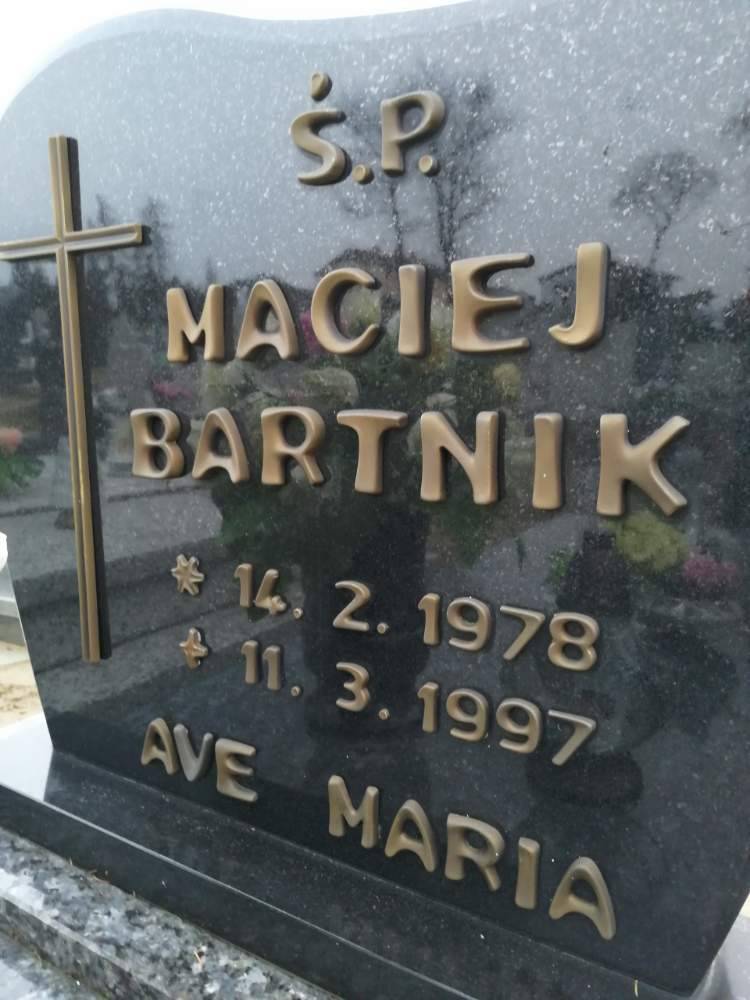 Ś.P.
MACIEJ
BARTNIK
* 14. 2. 1978
+ 11. 3. 1997
AVE MARIA